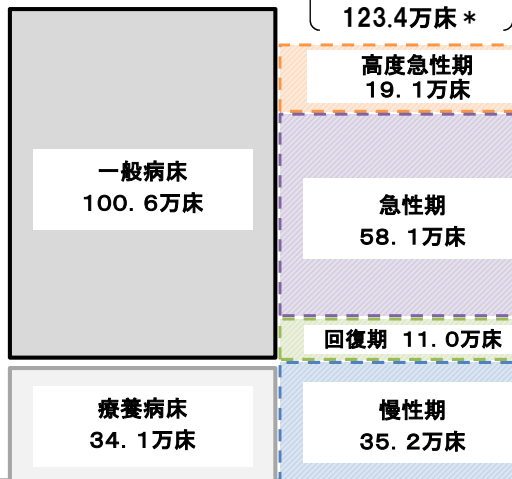 123.4万床*
高度急性期
19.1万床
一般病床
100.6万床
急性期
58.1万床
回復期 11.0万床
療養病床
34.1万床
慢性期
35.2万床